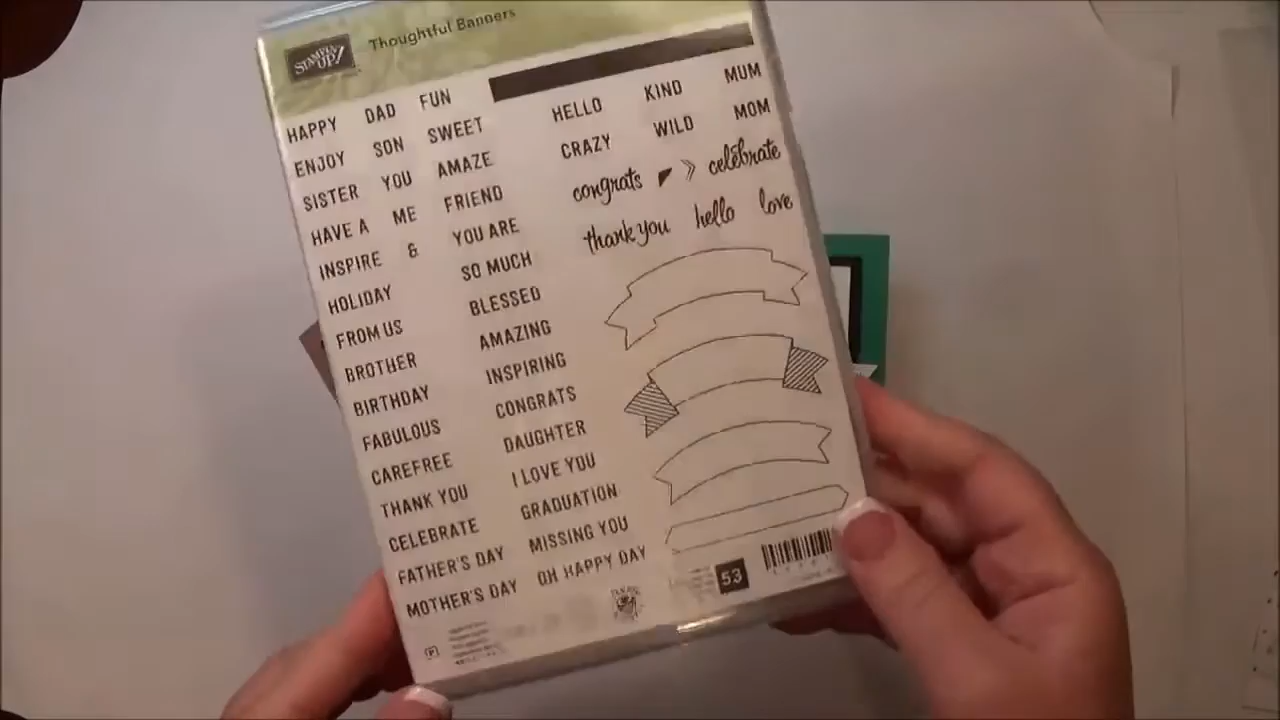 STAMPIN' UP!
Thoughtful Banners
HAPPY DAD FUN
ENJOY SON SWEET
SISTER YOU AMAZE
HAVE A ME FRIEND
INSPIRE & YOU ARE
HOLIDAY SO MUCH
FROM US BLESSED
BROTHER AMAZING
BIRTHDAY INSPIRING
FABULOUS CONGRATS
CAREFREE DAUGHTER
THANK YOU I LOVE YOU
CELEBRATE GRADUATION
FATHER'S DAY MISSING YOU
MOTHER'S DAY OH HAPPY DAY
HELLO KIND MUM
CRAZY WILD MOM
congrats celebrate
thank you hello love
53
P